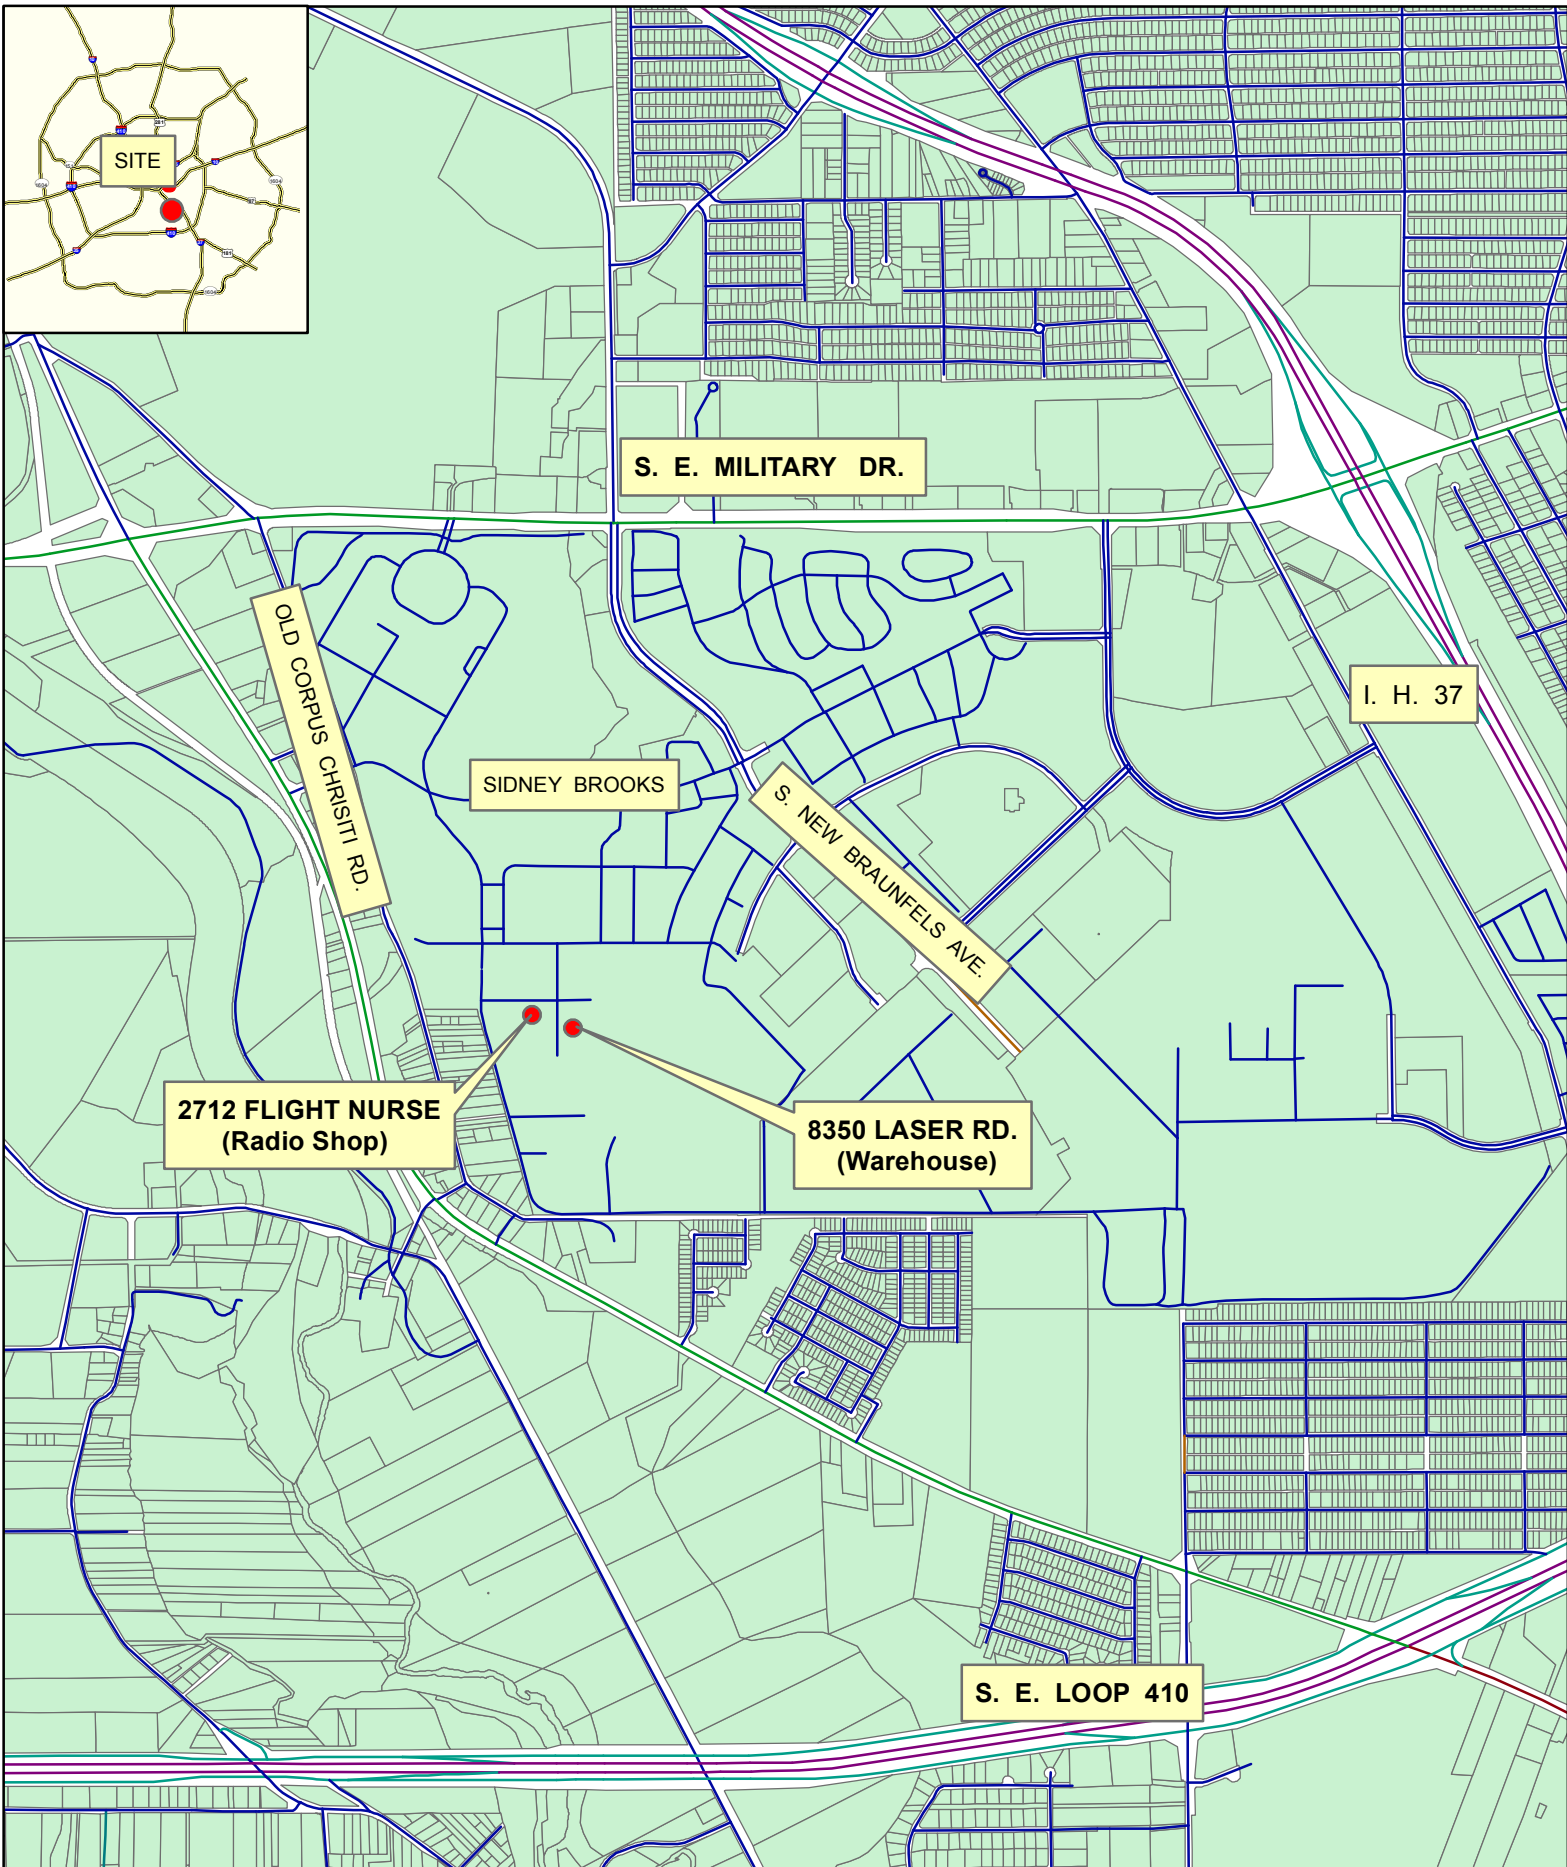 SITE
S. E. MILITARY DR.
OLD CORPUS CHRISITI RD.
I. H. 37
SIDNEY BROOKS
S. NEW BRAUNFELS AVE.
2712 FLIGHT NURSE
(Radio Shop)
8350 LASER RD.
(Warehouse)
S. E. LOOP 410